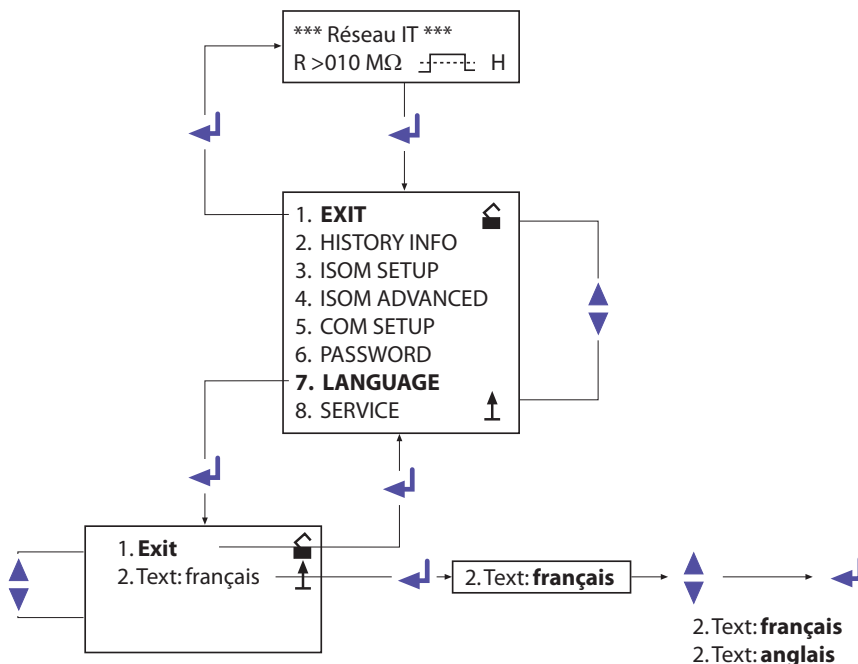 *** Réseau IT ***
R >010 MΩ H
1. EXIT
2. HISTORY INFO
3. ISOM SETUP
4. ISOM ADVANCED
5. COM SETUP
6. PASSWORD
7. LANGUAGE
8. SERVICE
1. Exit
2. Text: français
2. Text: français
2. Text: français
2. Text: anglais